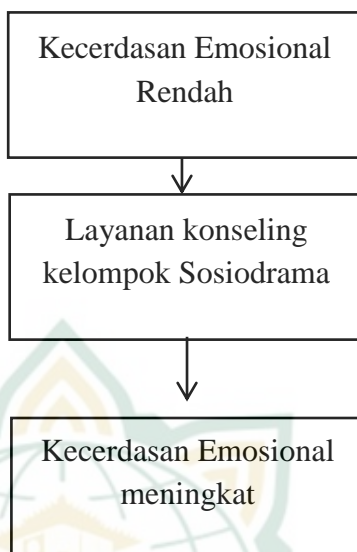 Kecerdasan Emosional
Rendah
Layanan konseling
kelompok Sosiodrama
Kecerdasan Emosional
meningkat